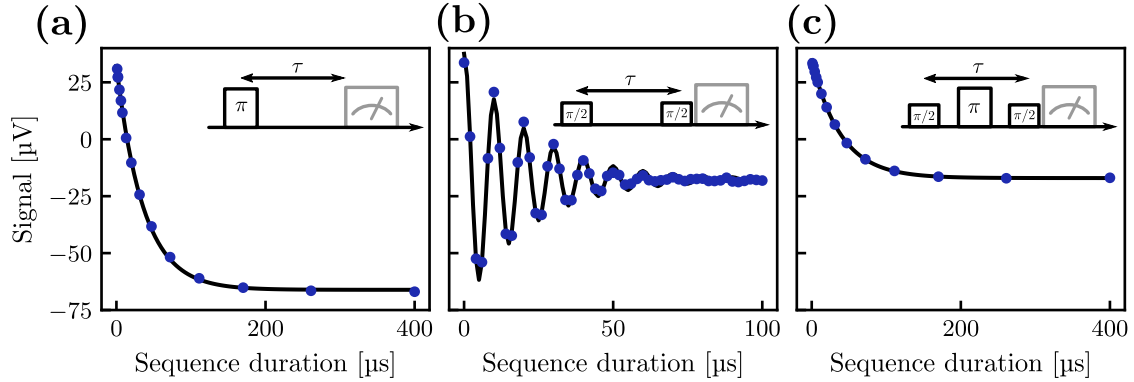 (a)
(b)
(c)
Signal [µV]
25
0
−25
−50
−75
τ
π
0
200
400
Sequence duration [µs]
τ
π/2
π/2
0
50
100
Sequence duration [µs]
τ
π/2
π
π/2
0
200
400
Sequence duration [µs]